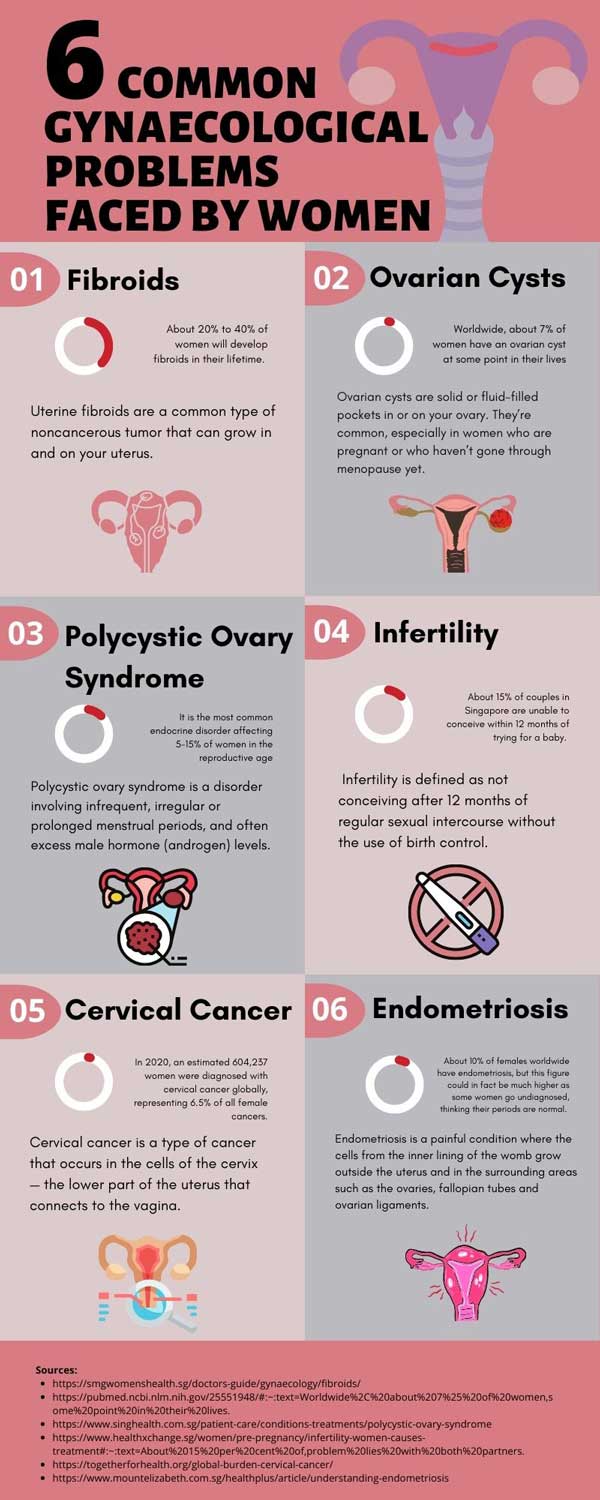 6 COMMON
GYNAECOLOGICAL
PROBLEMS
FACED BY WOMEN
01 Fibroids
About 20% to 40% of
women will develop
fibroids in their lifetime.
Uterine fibroids are a common type of
noncancerous tumor that can grow in
and on your uterus.
02 Ovarian Cysts
Worldwide, about 7% of
women have an ovarian cyst
at some point in their lives
Ovarian cysts are solid or fluid-filled
pockets in or on your ovary. They're
common, especially in women who are
pregnant or who haven't gone through
menopause yet.
03 Polycystic Ovary
Syndrome
It is the most common
endocrine disorder affecting
5-15% of women in the
reproductive age
Polycystic ovary syndrome is a disorder
involving infrequent, irregular or
prolonged menstrual periods, and often
excess male hormone (androgen) levels.
04 Infertility
About 15% of couples in
Singapore are unable to
conceive within 12 months of
trying for a baby.
Infertility is defined as not
conceiving after 12 months of
regular sexual intercourse without
the use of birth control.
05 Cervical Cancer
In 2020, an estimated 604,237
women were diagnosed with
cervical cancer globally,
representing 6.5% of all female
cancers.
Cervical cancer is a type of cancer
that occurs in the cells of the cervix
— the lower part of the uterus that
connects to the vagina.
06 Endometriosis
About 10% of females worldwide
have endometriosis, but this figure
could in fact be much higher as
some women go undiagnosed,
thinking their periods are normal.
Endometriosis is a painful condition where the
cells from the inner lining of the womb grow
outside the uterus and in the surrounding areas
such as the ovaries, fallopian tubes and
ovarian ligaments.
Sources:
• https://smgwomenshealth.sg/doctors-guide/gynaecology/fibroids/
• https://pubmed.ncbi.nlm.nih.gov/25551948/#:~:text=Worldwide%2C%20about%207%25%20of%20women,s
ome%20point%20in%20their%20lives.
• https://www.singhealth.com.sg/patient-care/conditions-treatments/polycystic-ovary-syndrome
• https://www.healthxchange.sg/women/pre-pregnancy/infertility-women-causes-
treatment#:~:text=About%2015%20per%20cent%20of,problem%20lies%20with%20both%20partners.
• https://togetherforhealth.org/global-burden-cervical-cancer/
• https://www.mountelizabeth.com.sg/healthplus/article/understanding-endometriosis